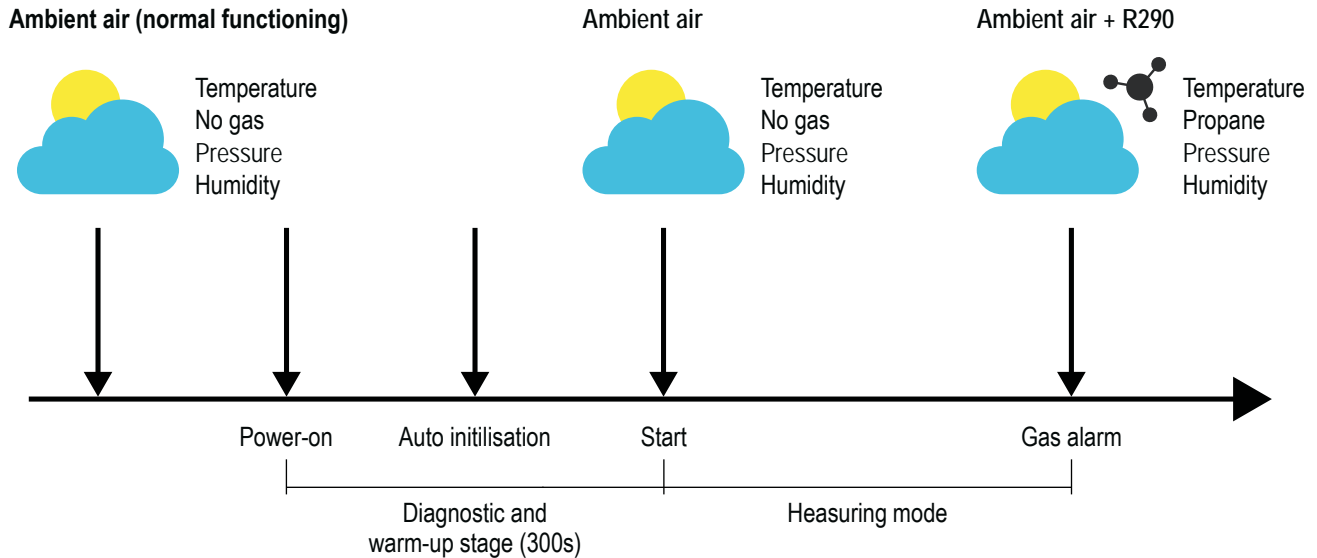 Ambient air (normal functioning)
Temperature
No gas
Pressure
Humidity
Ambient air
Temperature
No gas
Pressure
Humidity
Ambient air + R290
Temperature
Propane
Pressure
Humidity
Power-on
Auto initilisation
Start
Gas alarm
Diagnostic and
warm-up stage (300s)
Heasuring mode